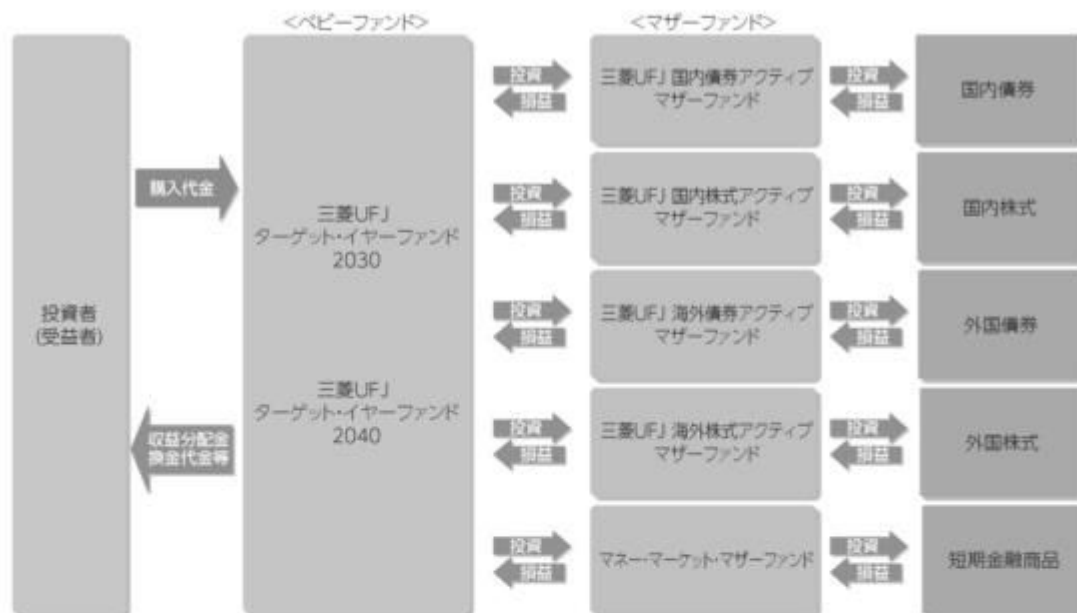 <ベビーファンド>
<マザーファンド>
投資者
(受益者)
購入代金
収益分配金
換金代金等
三菱UFJ
ターゲット・イヤーファンド
2030
三菱UFJ
ターゲット・イヤーファンド
2040
投資
損益
三菱UFJ 国内債券アクティブ
マザーファンド
投資
損益
国内債券
投資
損益
三菱UFJ 国内株式アクティブ
マザーファンド
投資
損益
国内株式
投資
損益
三菱UFJ 海外債券アクティブ
マザーファンド
投資
損益
外国債券
投資
損益
三菱UFJ 海外株式アクティブ
マザーファンド
投資
損益
外国株式
投資
損益
マネー・マーケット・マザーファンド
投資
損益
短期金融商品